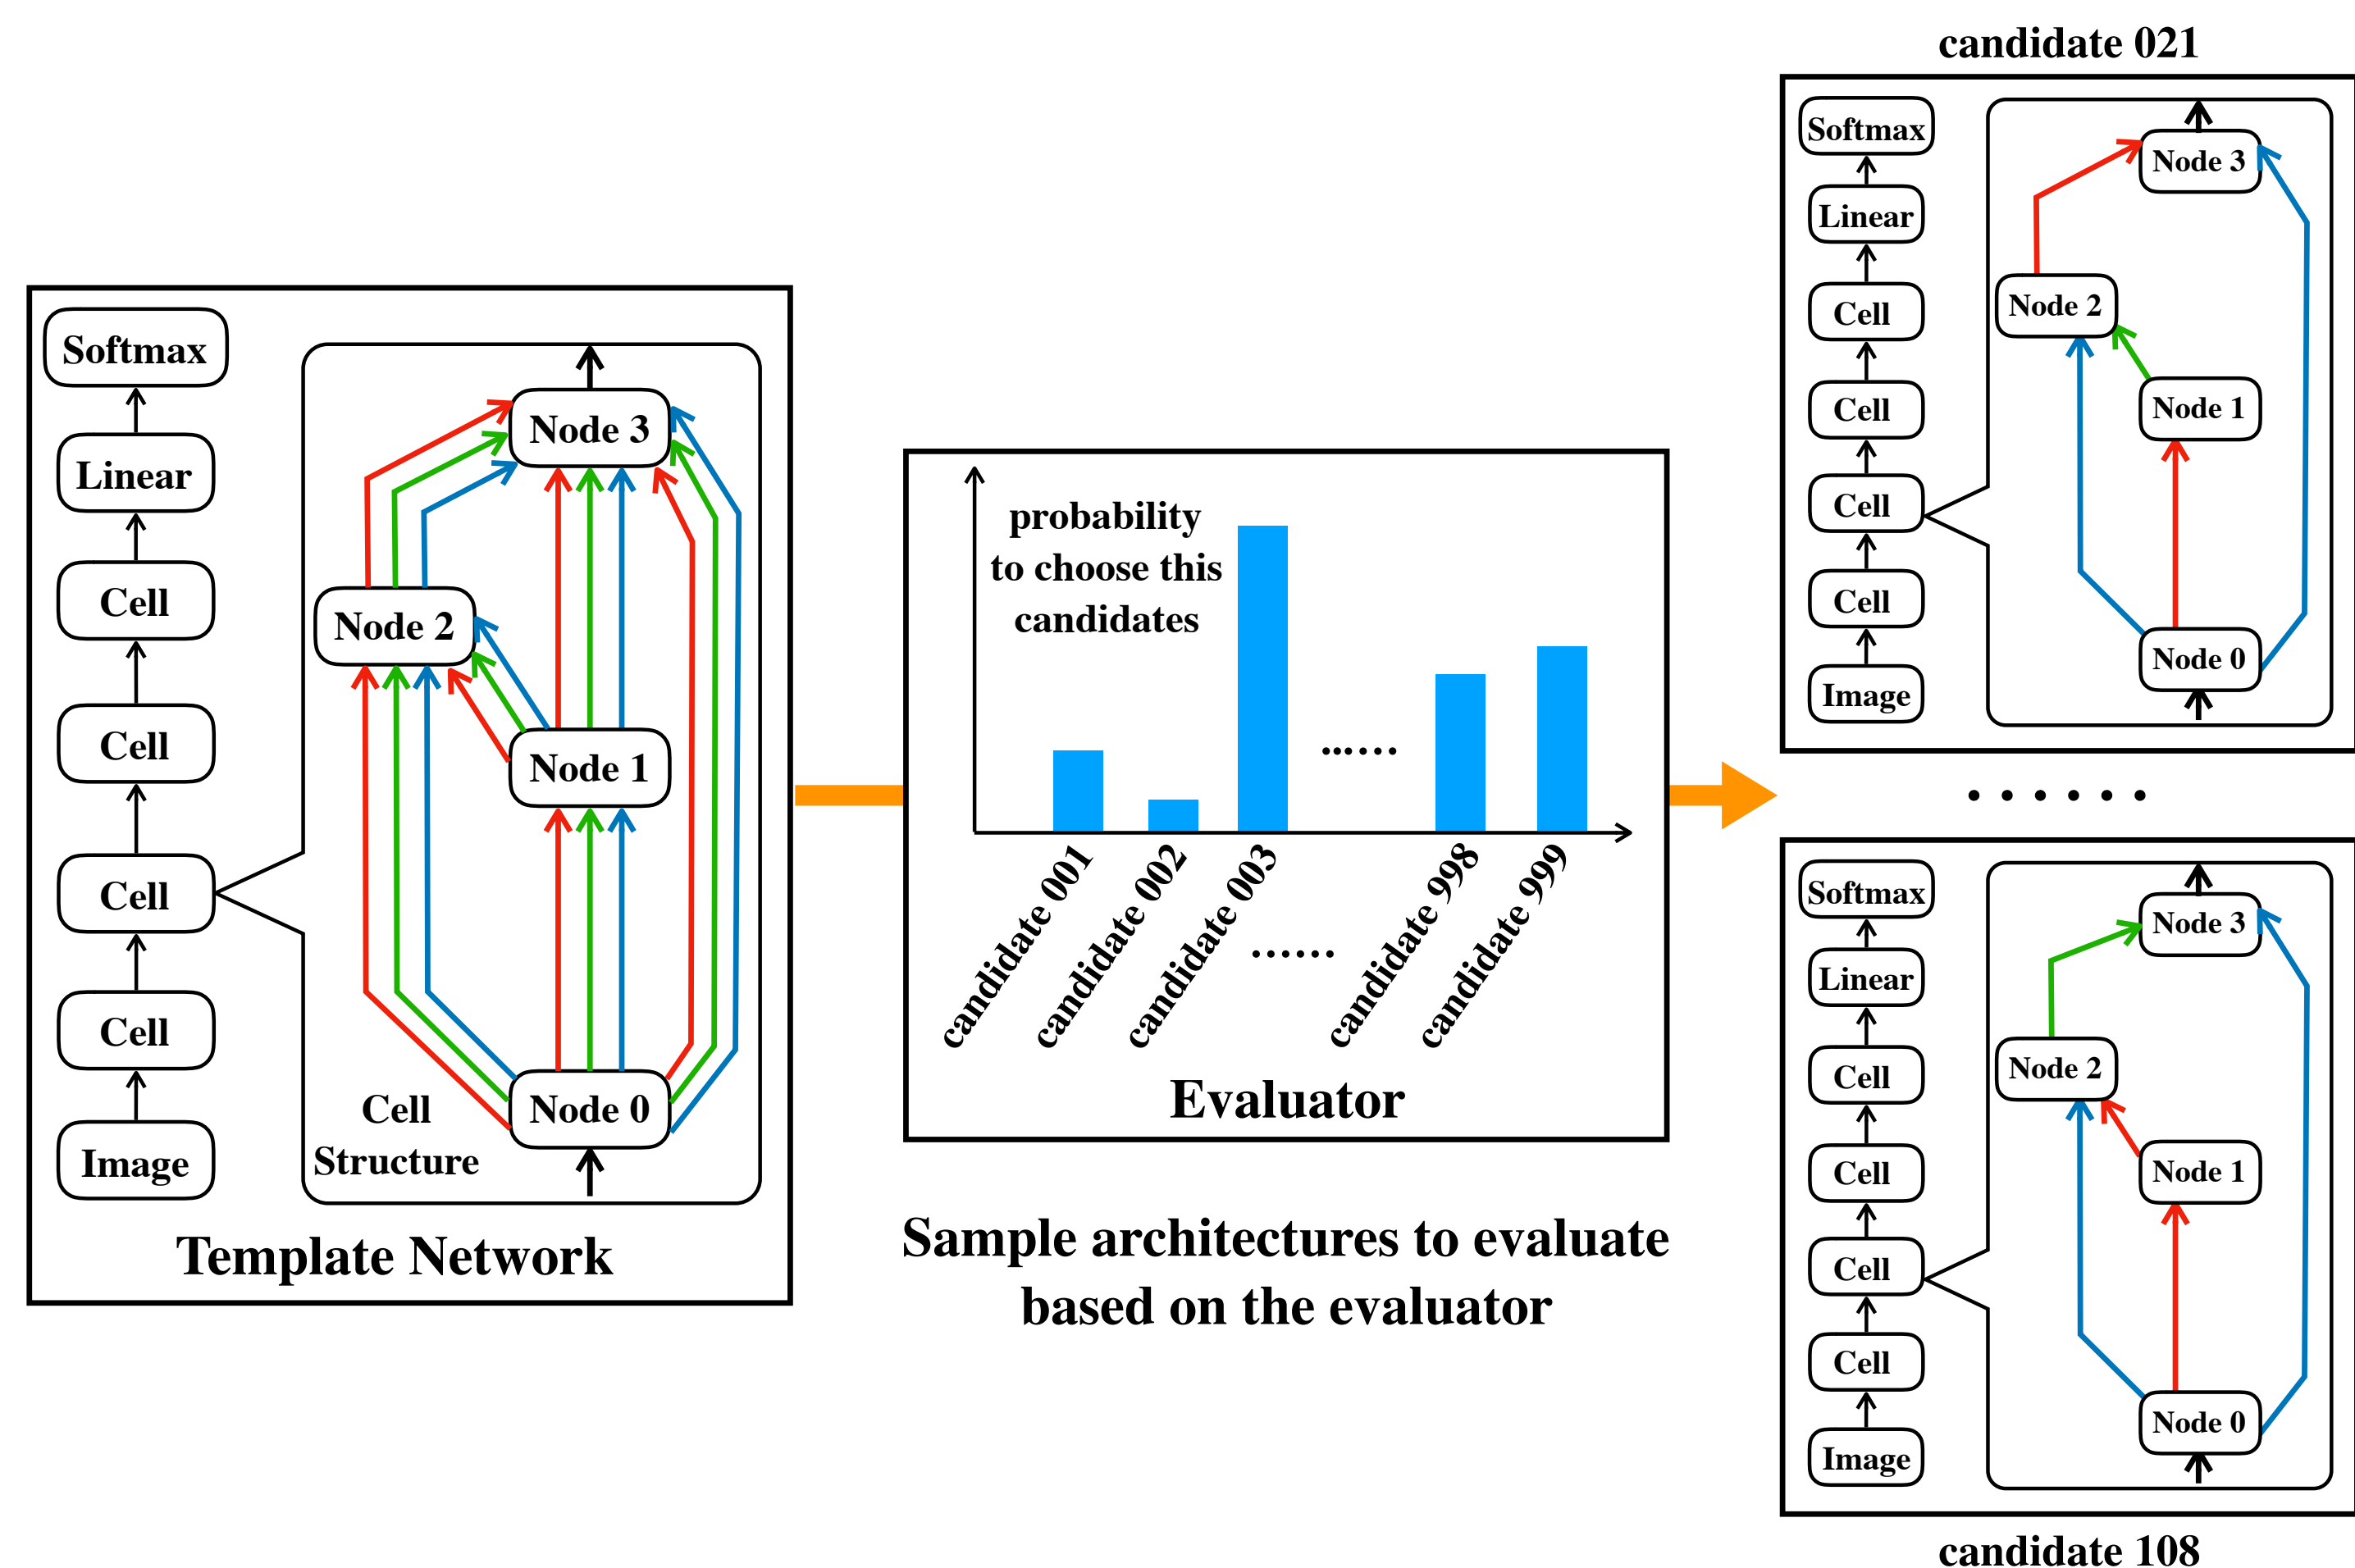 Softmax
Linear
Cell
Cell
Cell
Cell
Image
Node 3
Node 2
Node 1
Node 0
Cell
Structure
Template Network
probability
to choose this
candidates
......
candidate 001
candidate 002
candidate 003
......
candidate 998
candidate 999
Evaluator
Sample architectures to evaluate
based on the evaluator
candidate 021
Softmax
Linear
Cell
Cell
Cell
Cell
Image
Node 3
Node 2
Node 1
Node 0
......
Softmax
Linear
Cell
Cell
Cell
Cell
Image
Node 3
Node 2
Node 1
Node 0
candidate 108